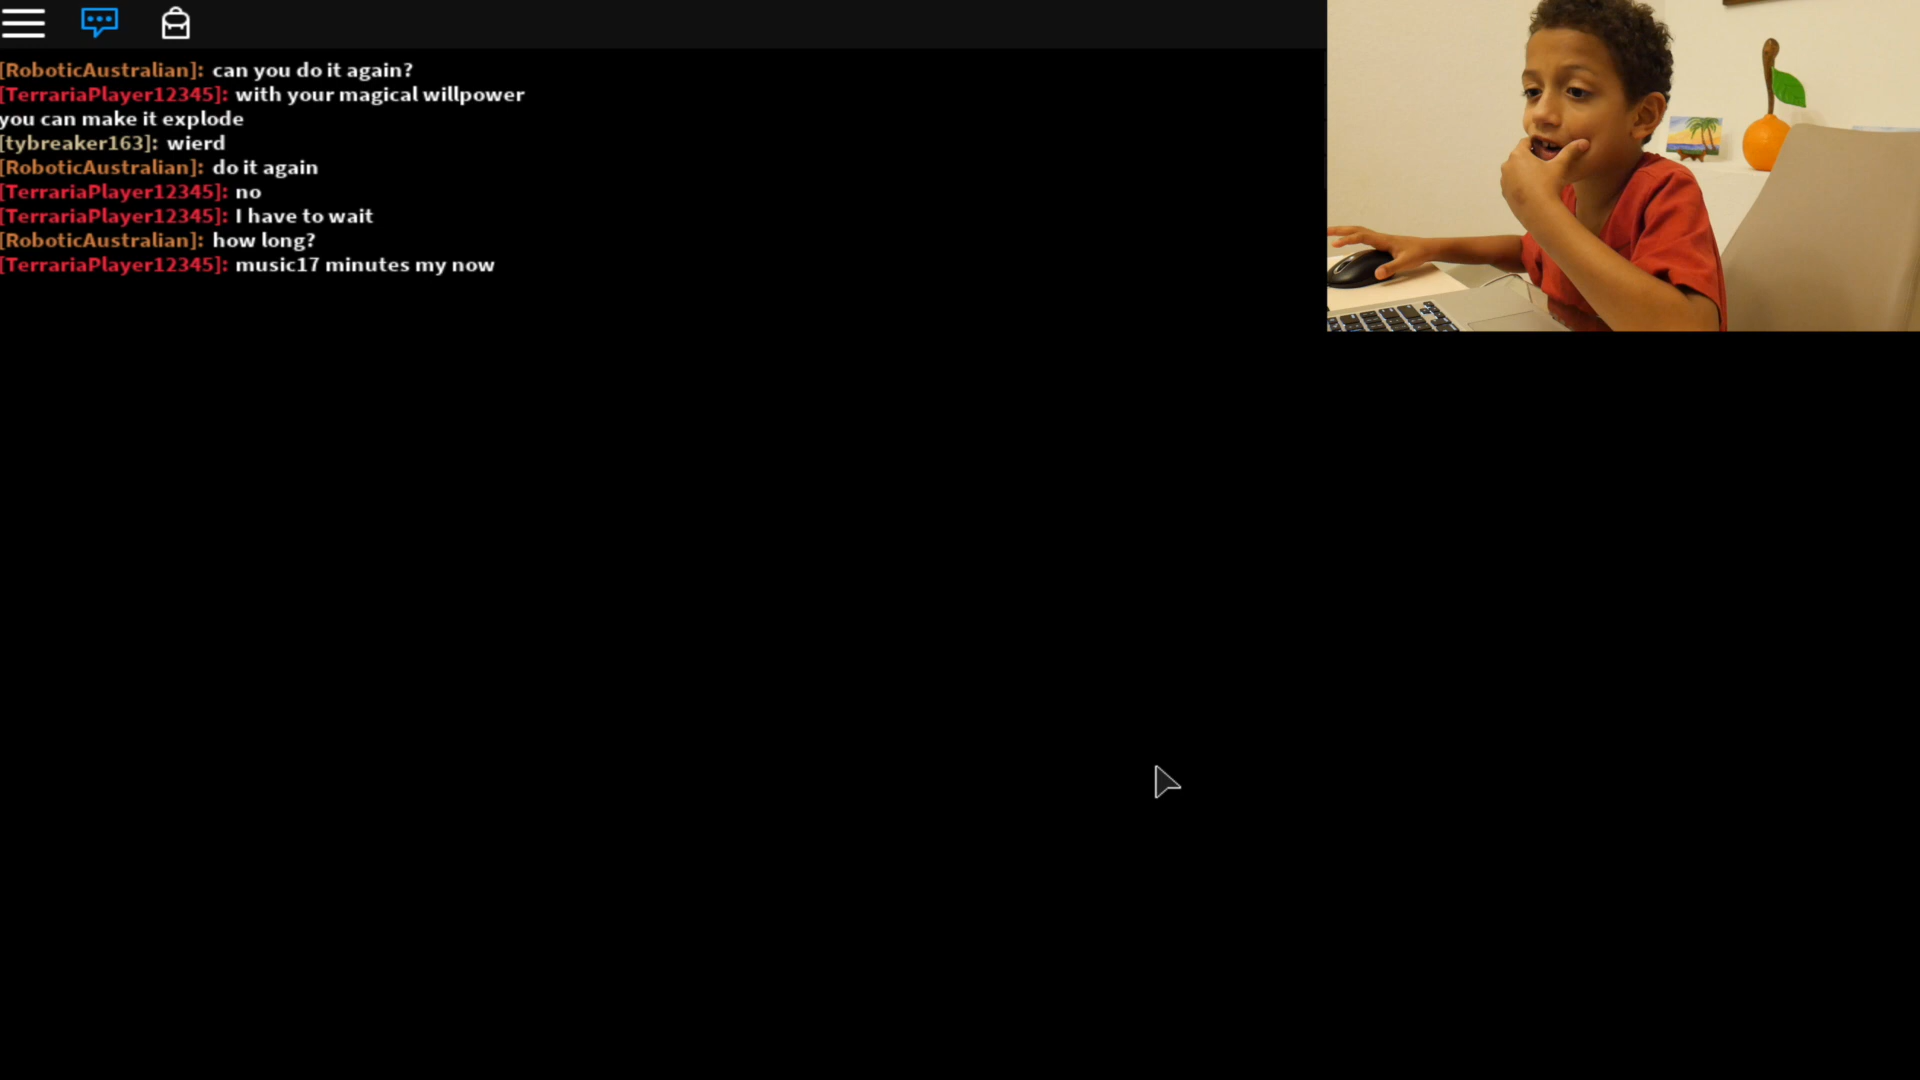 [RoboticAustralian]: can you do it again?
[TerrariaPlayer12345]: with your magical willpower
you can make it explode
[tybreaker163]: wierd
[RoboticAustralian]: do it again
[TerrariaPlayer12345]: no
[TerrariaPlayer12345]: I have to wait
[RoboticAustralian]: how long?
[TerrariaPlayer12345]: music17 minutes my now